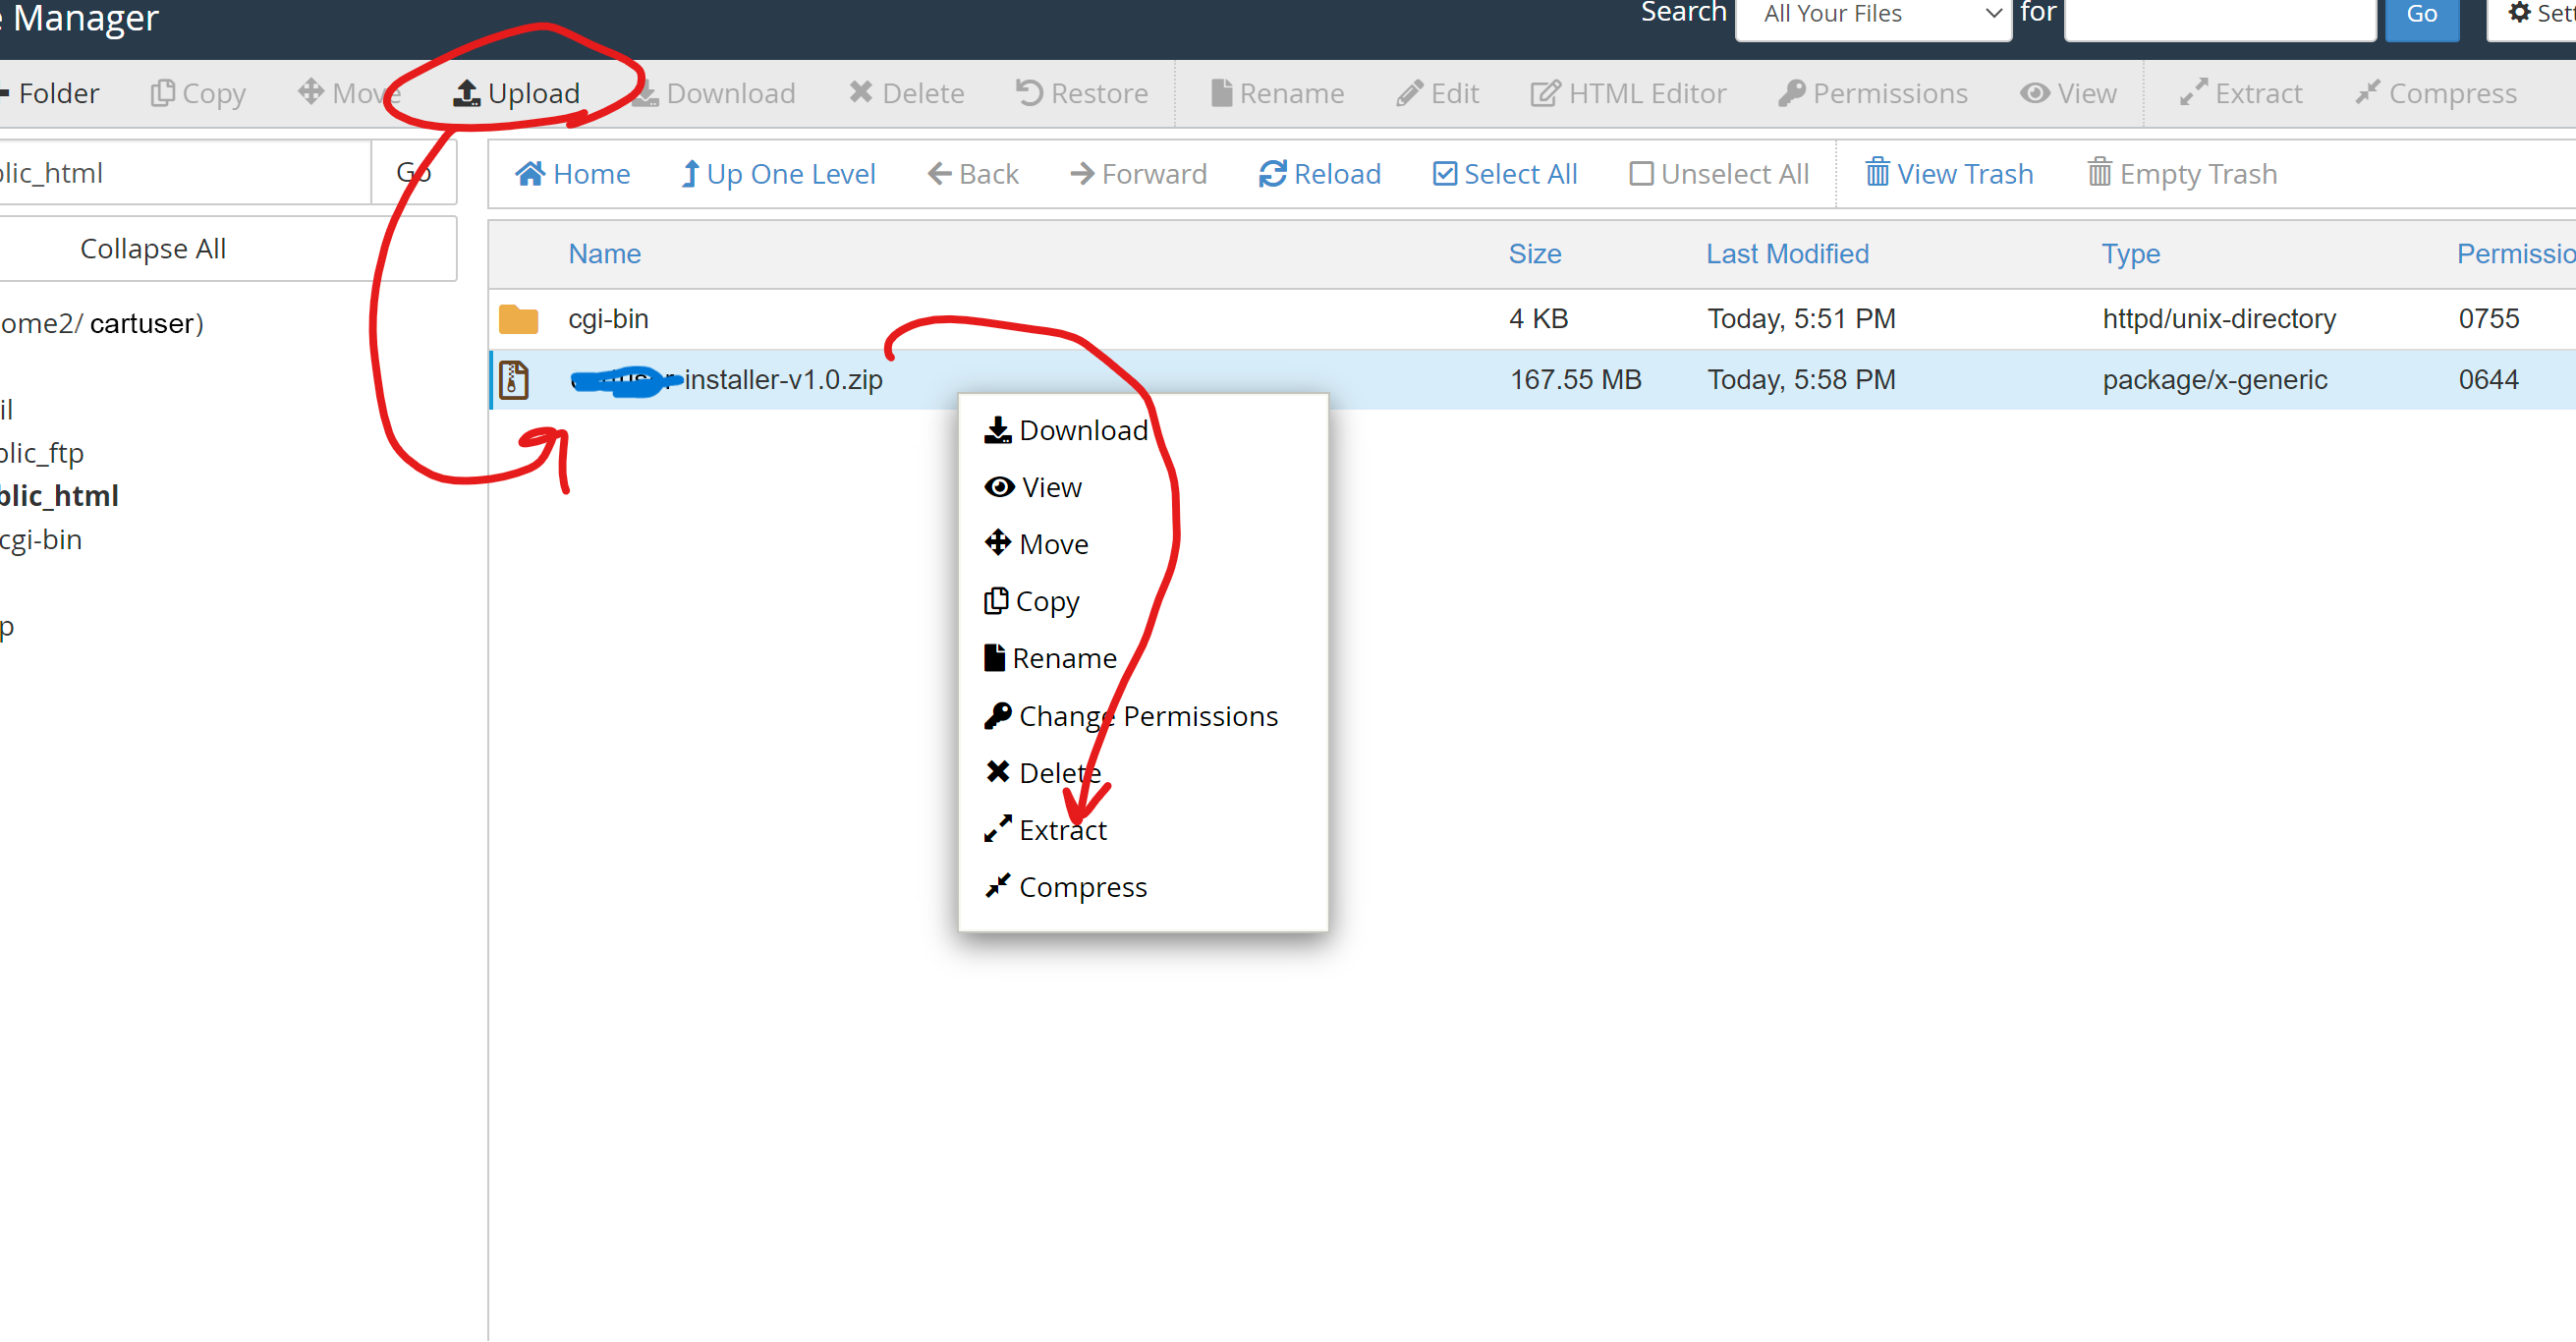 Manager Search All Your Files for Go
Folder Copy Move Upload Download Delete Restore Rename Edit HTML Editor Permissions View Extract Compress
lic_html Go Home Up One Level Back Forward Reload Select All Unselect All View Trash Empty Trash
Collapse All
Name Size Last Modified Type Permissio
ome2/ cartuser)
cgi-bin 4 KB Today, 5:51 PM httpd/unix-directory 0755
-installer-v1.0.zip 167.55 MB Today, 5:58 PM package/x-generic 0644
il
blic_ftp
blic_html
cgi-bin
p
Download
View
Move
Copy
Rename
Change Permissions
Delete
Extract
Compress